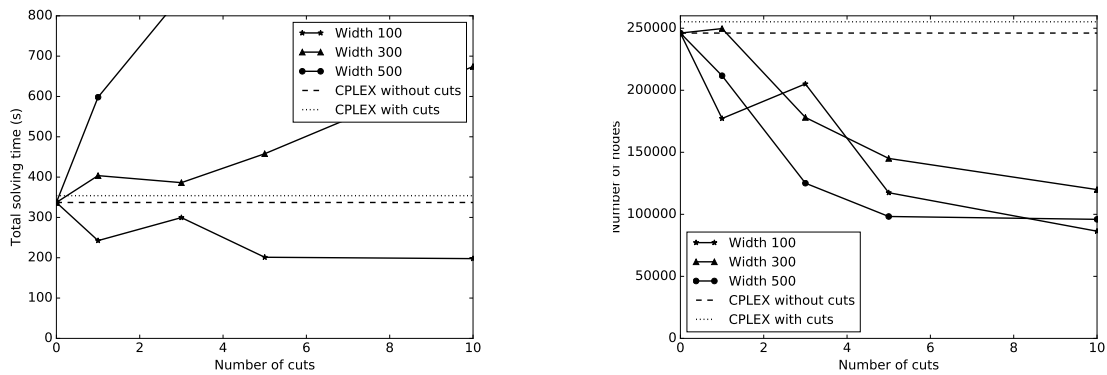 800
700
600
500
400
300
200
100
0
Total solving time (s)
0 2 4 6 8 10
Number of cuts
Width 100
Width 300
Width 500
CPLEX without cuts
CPLEX with cuts
250000
200000
150000
100000
50000
0
Number of nodes
0 2 4 6 8 10
Number of cuts
Width 100
Width 300
Width 500
CPLEX without cuts
CPLEX with cuts